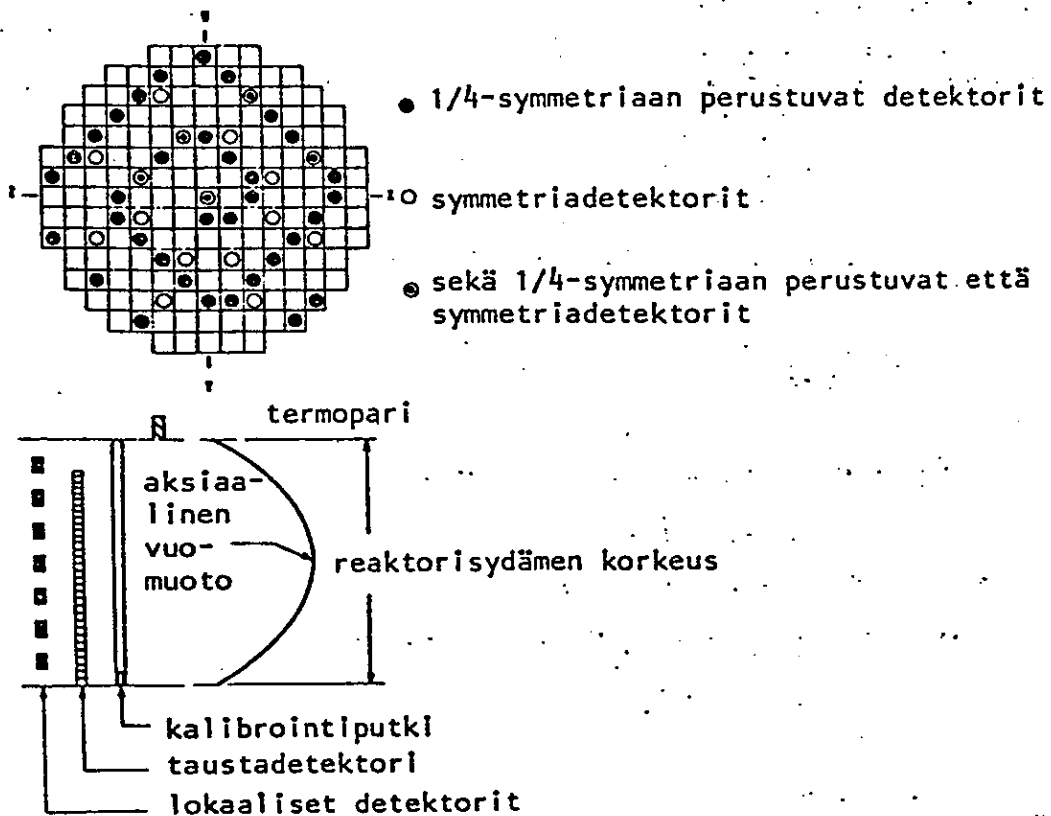 1/4-symmetriaan perustuvat detektorit
symmetriadetektorit
sekä 1/4-symmetriaan perustuvat että
symmetriadetektorit
termopari
aksiaa-
linen
vuo-
muoto
reaktorisydämen korkeus
kalibrointiputki
taustadetektori
lokaaliset detektorit